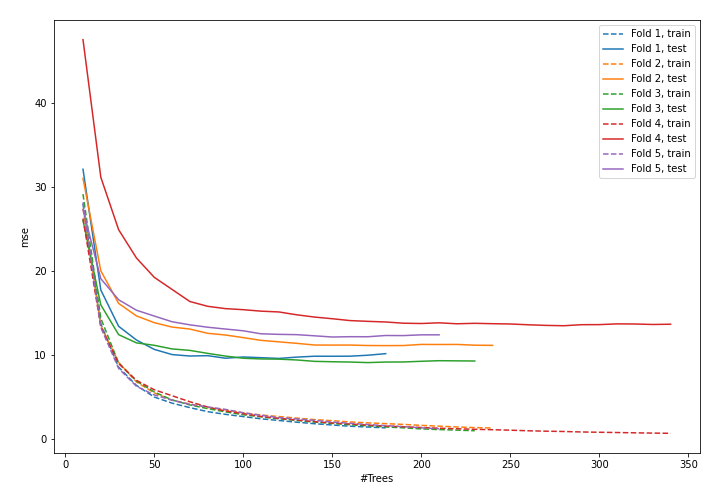 Fold 1, train
Fold 1, test
Fold 2, train
Fold 2, test
Fold 3, train
Fold 3, test
Fold 4, train
Fold 4, test
Fold 5, train
Fold 5, test
40
30
20
10
0
mse
0 50 100 150 200 250 300 350
#Trees